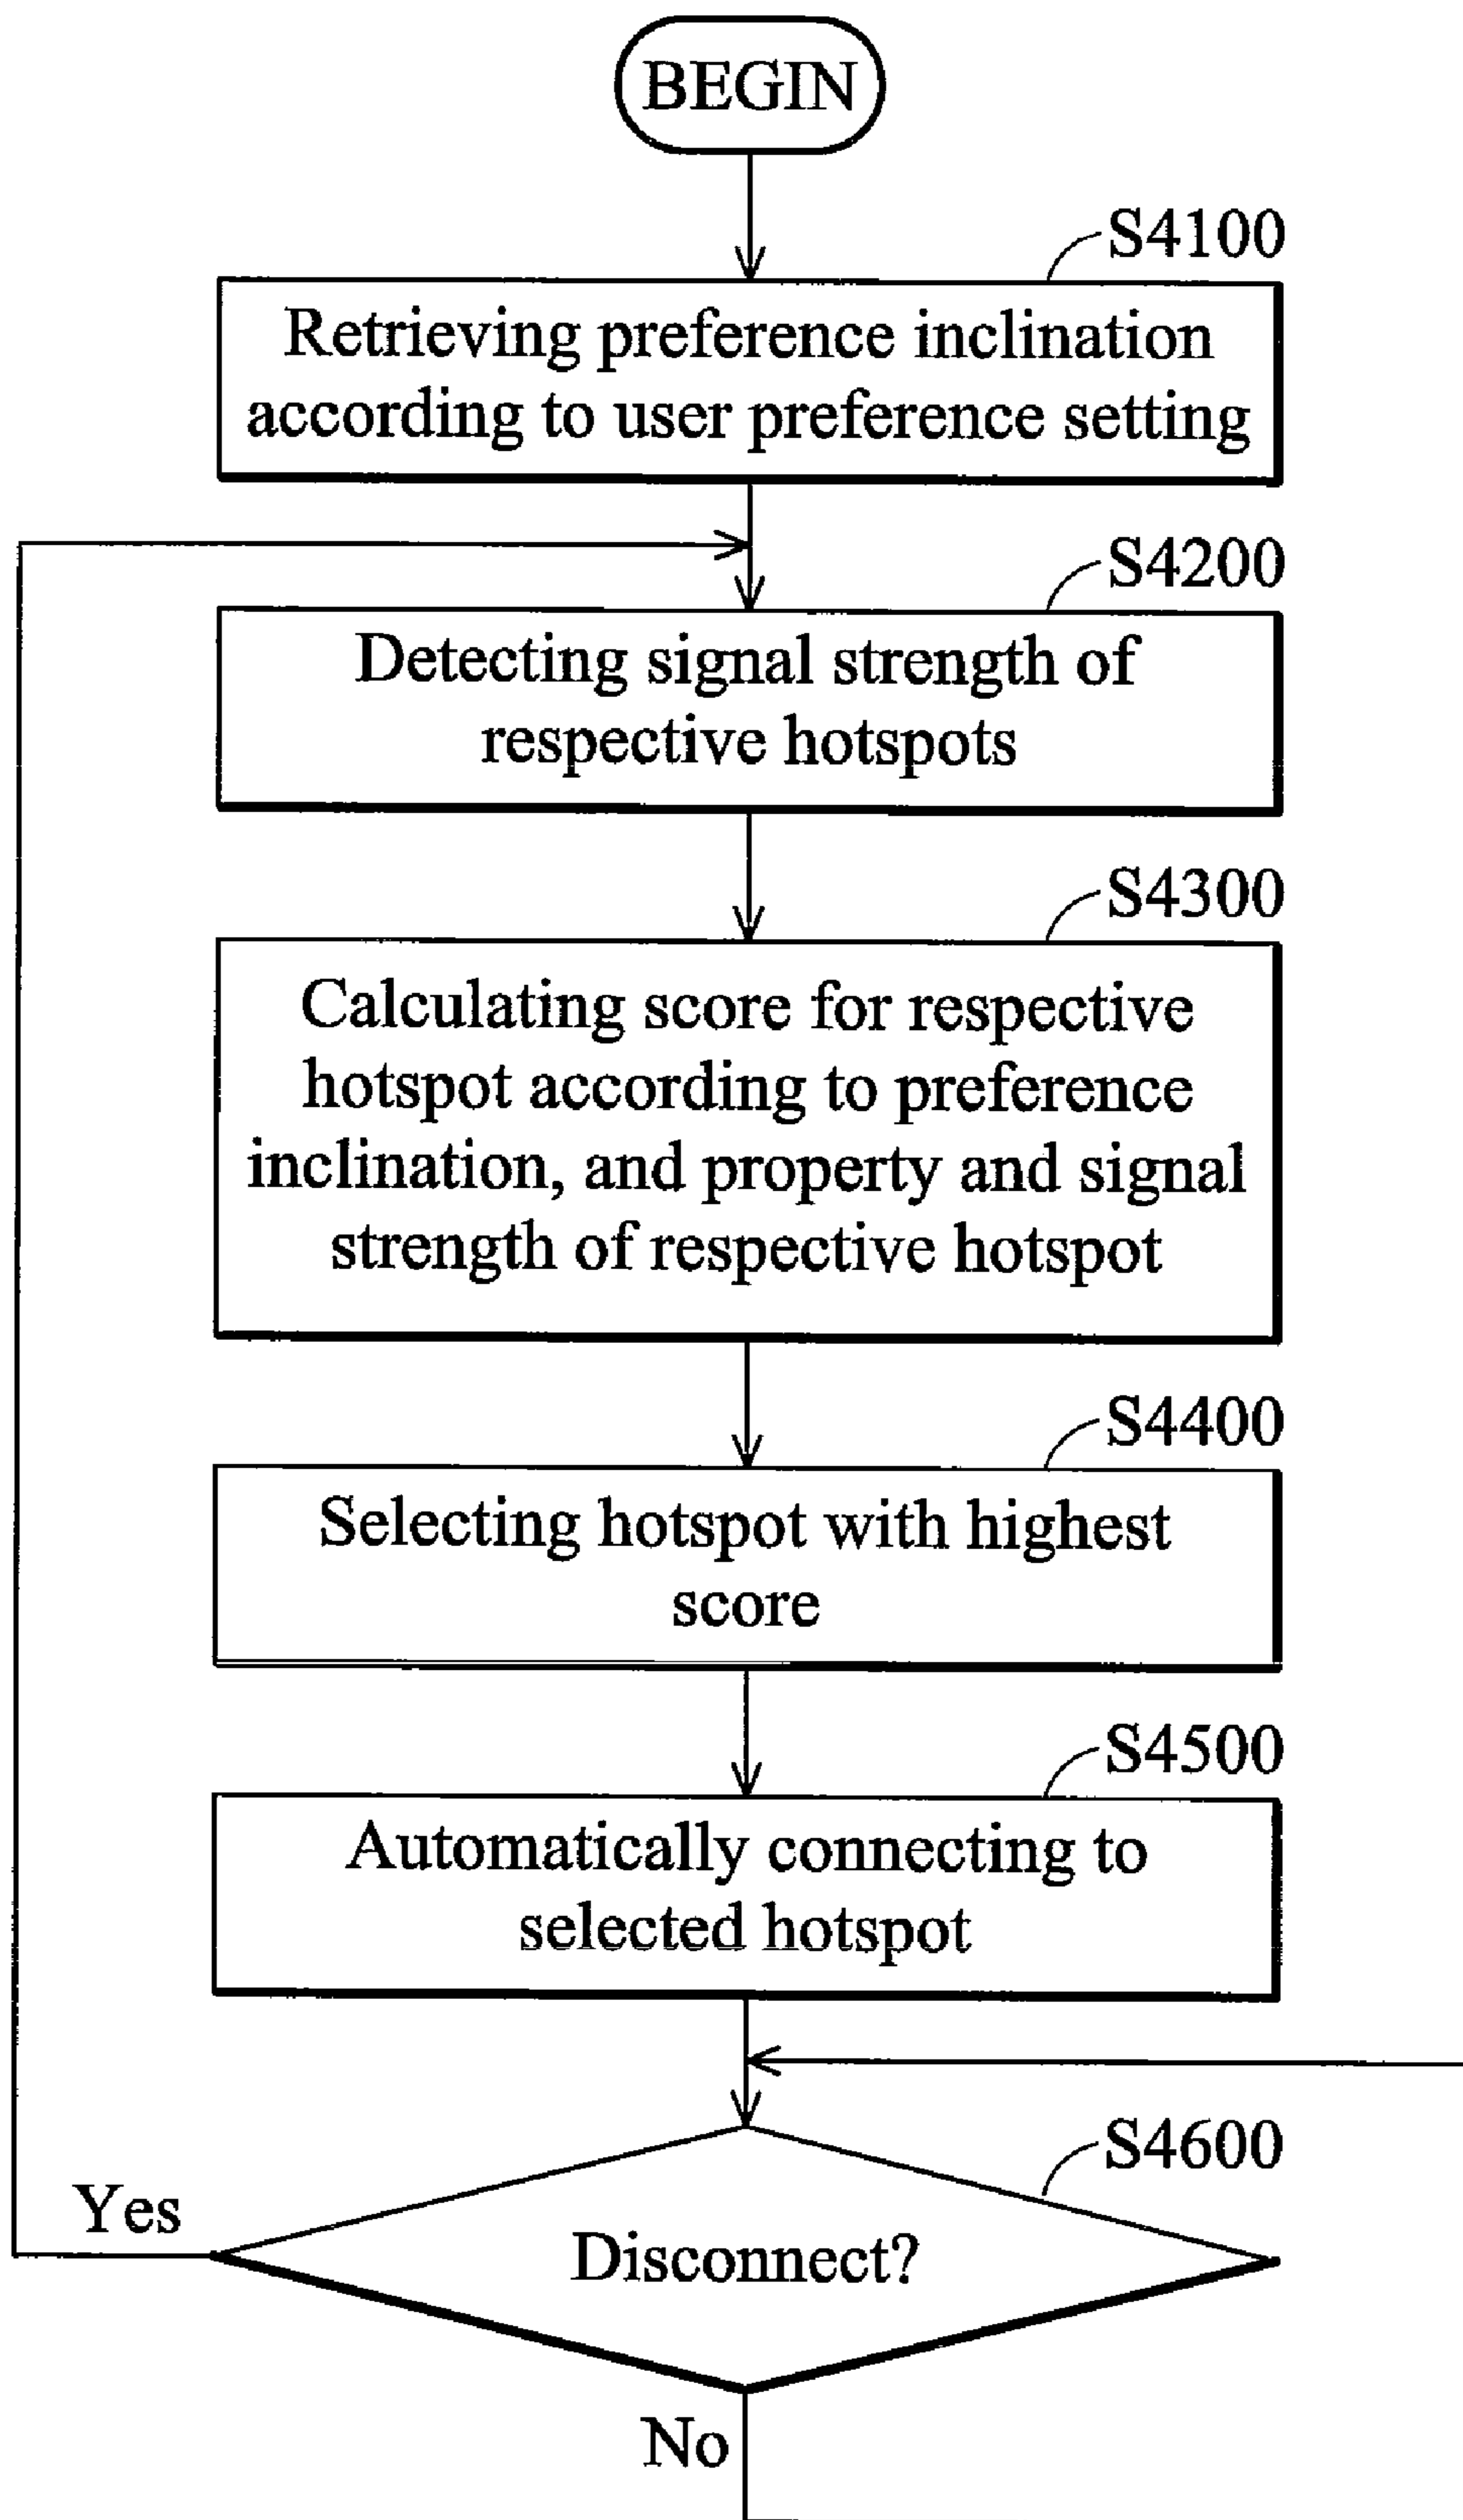 BEGIN
S4100
Retrieving preference inclination
according to user preference setting
S4200
Detecting signal strength of
respective hotspots
S4300
Calculating score for respective
hotspot according to preference
inclination, and property and signal
strength of respective hotspot
S4400
Selecting hotspot with highest
score
S4500
Automatically connecting to
selected hotspot
S4600
Yes
Disconnect?
No